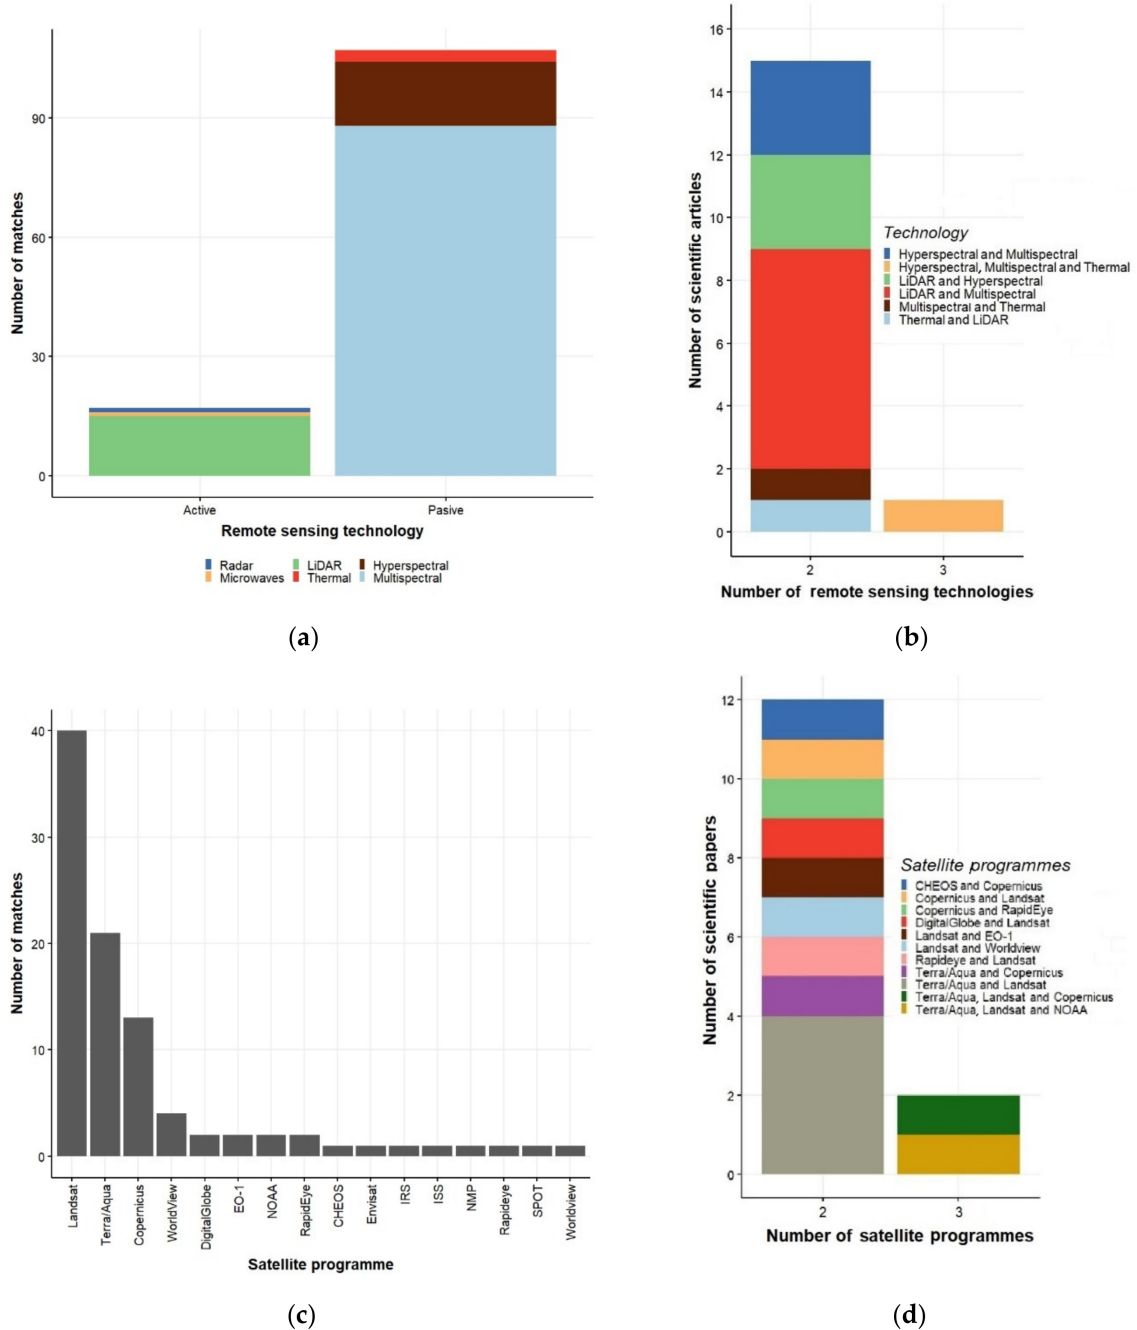 Number of matches
90
60
30
0
Active
Pasive
Remote sensing technology
Radar
LiDAR
Hyperspectral
Microwaves
Thermal
Multispectral
(a)
Number of scientific articles
16
14
12
10
8
6
4
2
0
2
3
Number of remote sensing technologies
Technology
Hyperspectral and Multispectral
Hyperspectral, Multispectral and Thermal
LiDAR and Hyperspectral
LiDAR and Multispectral
Multispectral and Thermal
Thermal and LiDAR
(b)
Number of matches
40
30
20
10
0
Landsat
Terra/Aqua
Copernicus
WorldView
DigitalGlobe
EO-1
NOAA
RapidEye
CHEOS
Envisat
IRS
ISS
NMP
Rapideye
SPOT
Worldview
Satellite programme
(c)
Number of scientific papers
12
10
8
6
4
2
0
2
3
Number of satellite programmes
Satellite programmes
CHEOS and Copernicus
Copernicus and Landsat
Copernicus and RapidEye
DigitalGlobe and Landsat
Landsat and EO-1
Landsat and Worldview
Rapideye and Landsat
Terra/Aqua and Copernicus
Terra/Aqua and Landsat
Terra/Aqua, Landsat and Copernicus
Terra/Aqua, Landsat and NOAA
(d)